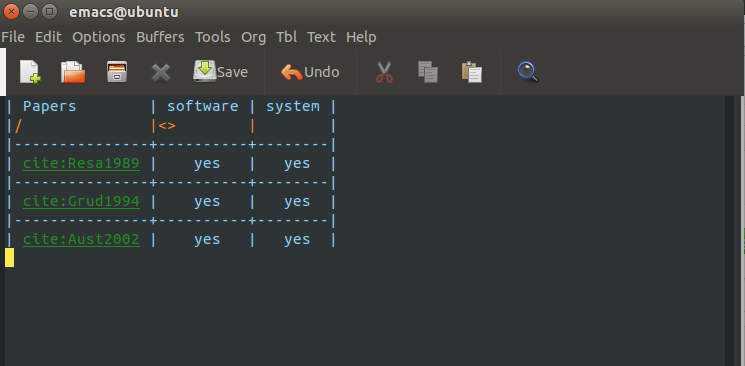 emacs@ubuntu
File Edit Options Buffers Tools Org Tbl Text Help
Save Undo
| Papers        | software | system |
|/              |<>        |        |
|---------------+----------+--------|
| cite:Resa1989 |    yes   |   yes  |
|---------------+----------+--------|
| cite:Grud1994 |    yes   |   yes  |
|---------------+----------+--------|
| cite:Aust2002 |    yes   |   yes  |